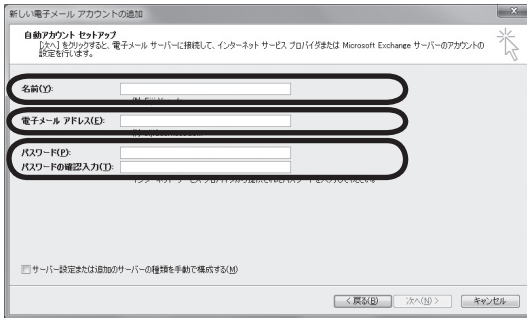 新しい電子メール アカウントの追加
自動アカウント セットアップ
[次へ] をクリックすると、電子メール サーバーに接続して、インターネット サービス プロバイダまたは Microsoft Exchange サーバーのアカウントの
設定を行います。
名前(Y):
電子メール アドレス(E):
パスワード(P):
パスワードの確認入力(T):
サーバー設定または追加のサーバーの種類を手動で構成する(M)
< 戻る(B)
次へ(N) >
キャンセル